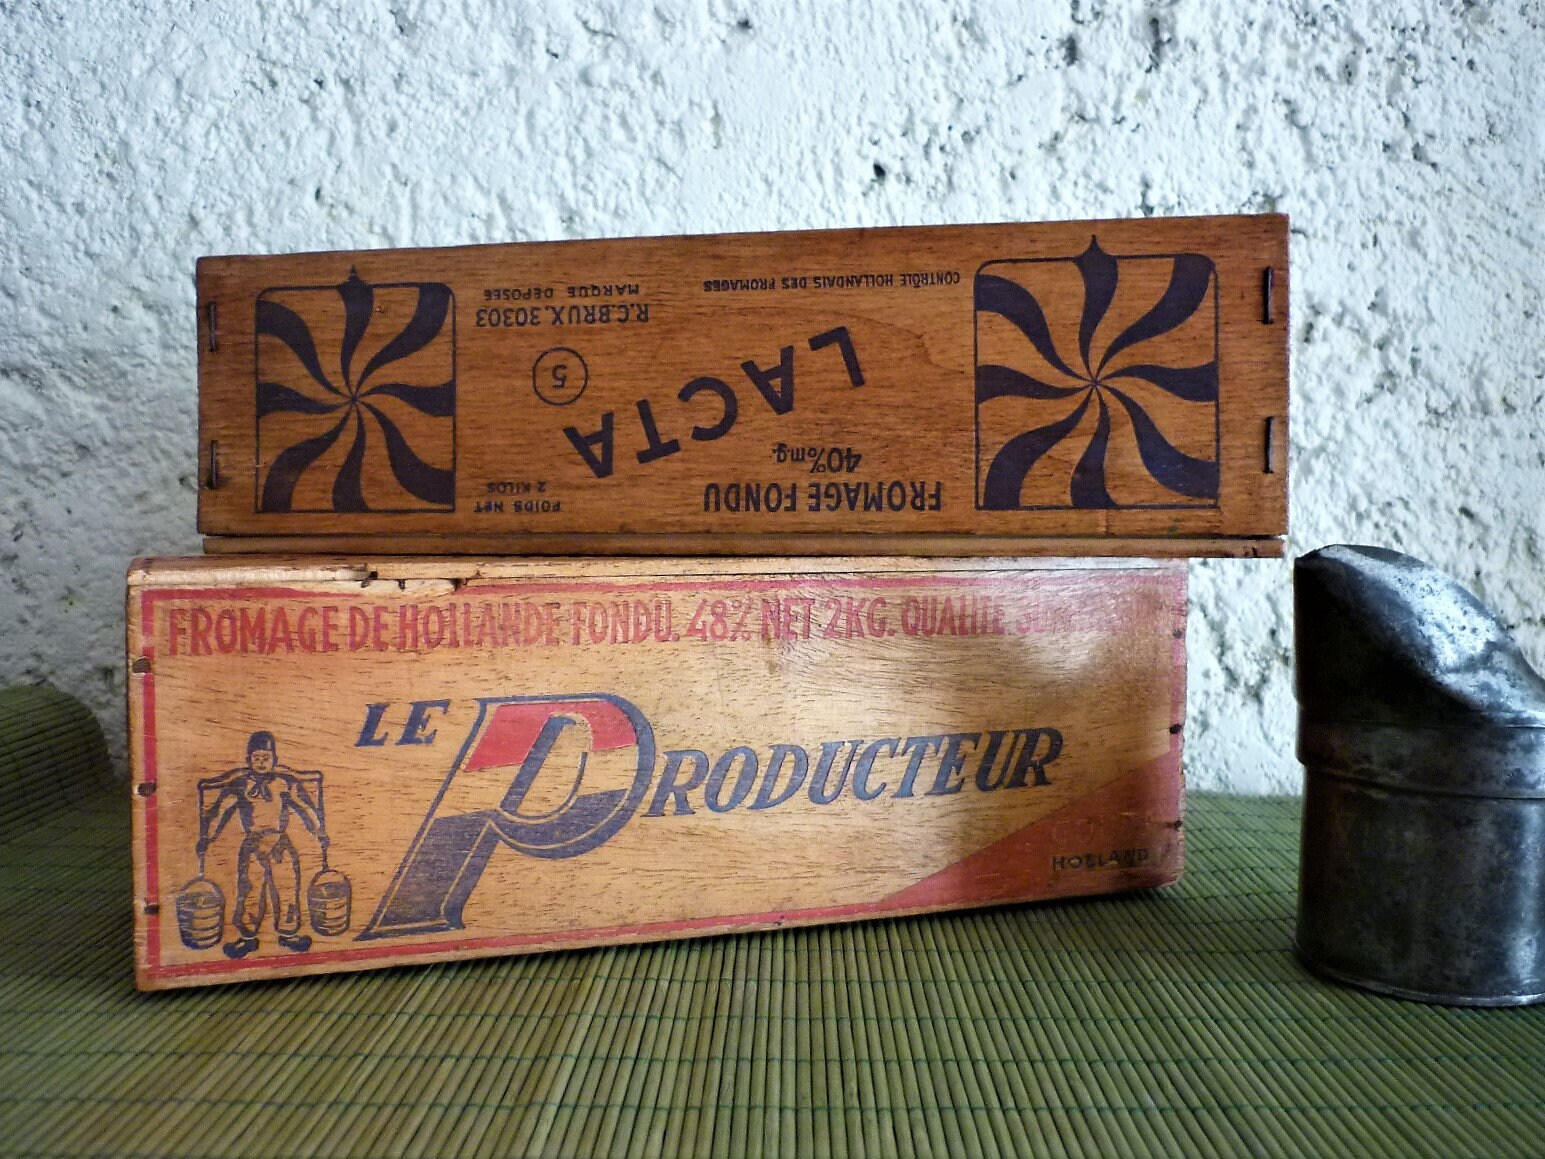 FROMAGE FONDU
40% m.g.
POIDS NET
2 KILOS
LACTA
5
R.C.BRUX.30303
MARQUE DEPOSEE
CONTRÔLE HOLLANDAIS DES FROMAGES
FROMAGE DE HOLLANDE FONDU. 48% NET 2KG. QUALITE
LE PRODUCTEUR
HOLLAND